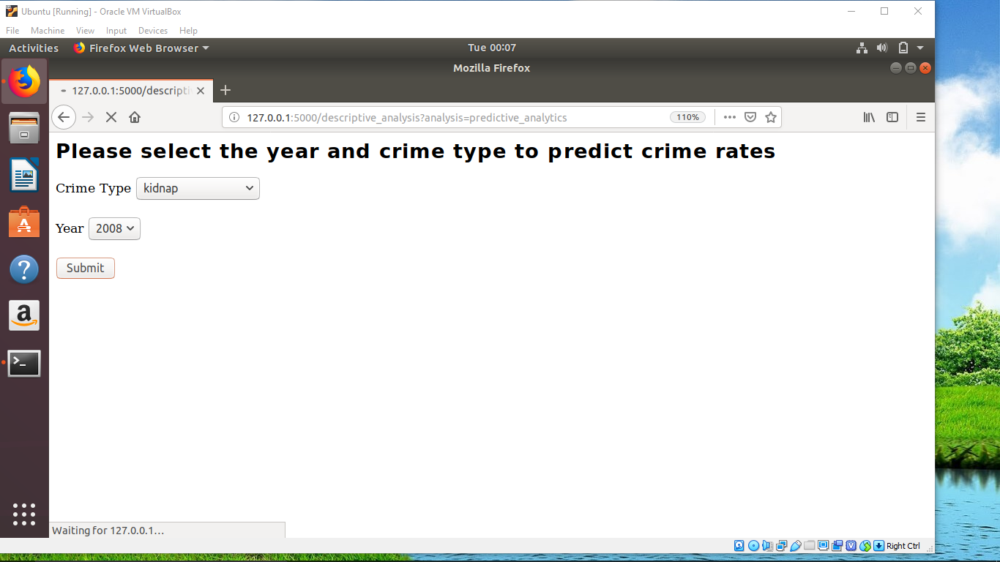 Ubuntu [Running] - Oracle VM VirtualBox
File Machine View Input Devices Help
Activities Firefox Web Browser Tue 00:07
Mozilla Firefox
127.0.0.1:5000/descripti
127.0.0.1:5000/descriptive_analysis?analysis=predictive_analytics 110%
Please select the year and crime type to predict crime rates
Crime Type kidnap
Year 2008
Submit
Waiting for 127.0.0.1...
Right Ctrl